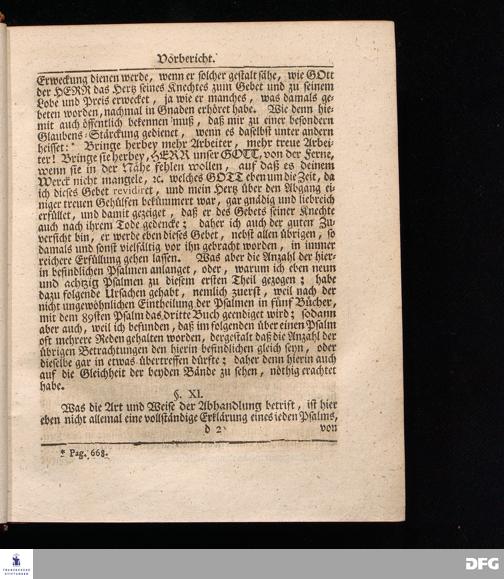 Vorbericht.
Erweckung dienen werde, wenn er solcher gestalt sähe, wie GOtt
der HERR das Hertz seines Knechtes zum Gebet und zu seinem
Lobe und Preis erwecket, ja wie er manches, was damals ge-
beten worden, nachmal in Gnaden erhöret habe. Wie denn hie-
mit auch öffentlich bekennen muß, daß mir zu einer besondern
Glaubens-Stärckung gedienet, wenn es daselbst unter andern
heisset:* Bringe herbey mehr Arbeiter, mehr treue Arbei-
ter! Bringe sie herbey, HERR unser GOTT, von der Ferne,
wenn sie in der Nähe fehlen wollen, auf daß es deinem
Werck nicht mangele, ꝛc. welches GOTT eben um die Zeit, da
ich dieses Gebet revidiret, und mein Hertz über den Abgang ei-
niger treuen Gehülfen bekümmert war, gar gnädig und liebreich
erfüllet, und damit gezeiget, daß er des Gebets seiner Knechte
auch nach ihrem Tode gedencke; daher ich auch der guten Zu-
versicht bin, er werde eben dieses Gebet, nebst allen übrigen, so
damals und sonst vielfältig vor ihn gebracht worden, in immer
reichere Erfüllung gehen lassen. Was aber die Anzahl der hier-
in befindlichen Psalmen anlanget, oder, warum ich eben neun
und achtzig Psalmen zu diesem ersten Theil gezogen; habe
dazu folgende Ursachen gehabt, nemlich zuerst, weil nach der
nicht ungewöhnlichen Eintheilung der Psalmen in fünf Bücher,
mit dem 89sten Psalm das dritte Buch geendiget wird; sodann
aber auch, weil ich befunden, daß im folgenden über einen Psalm
oft mehrere Reden gehalten worden, dergestalt daß die Anzahl der
übrigen Betrachtungen den hierin befindlichen gleich seyn, oder
dieselbe gar in etwas übertreffen dürfte; daher denn hierin auch
auf die Gleichheit der beyden Bände zu sehen, nöthig erachtet
habe.
§. XI.
Was die Art und Weise der Abhandlung betrift, ist hier
eben nicht allemal eine vollständige Erklärung eines ieden Psalms,
d 2 von
* Pag. 668.
FRANCKESCHE STIFTUNGEN
DFG